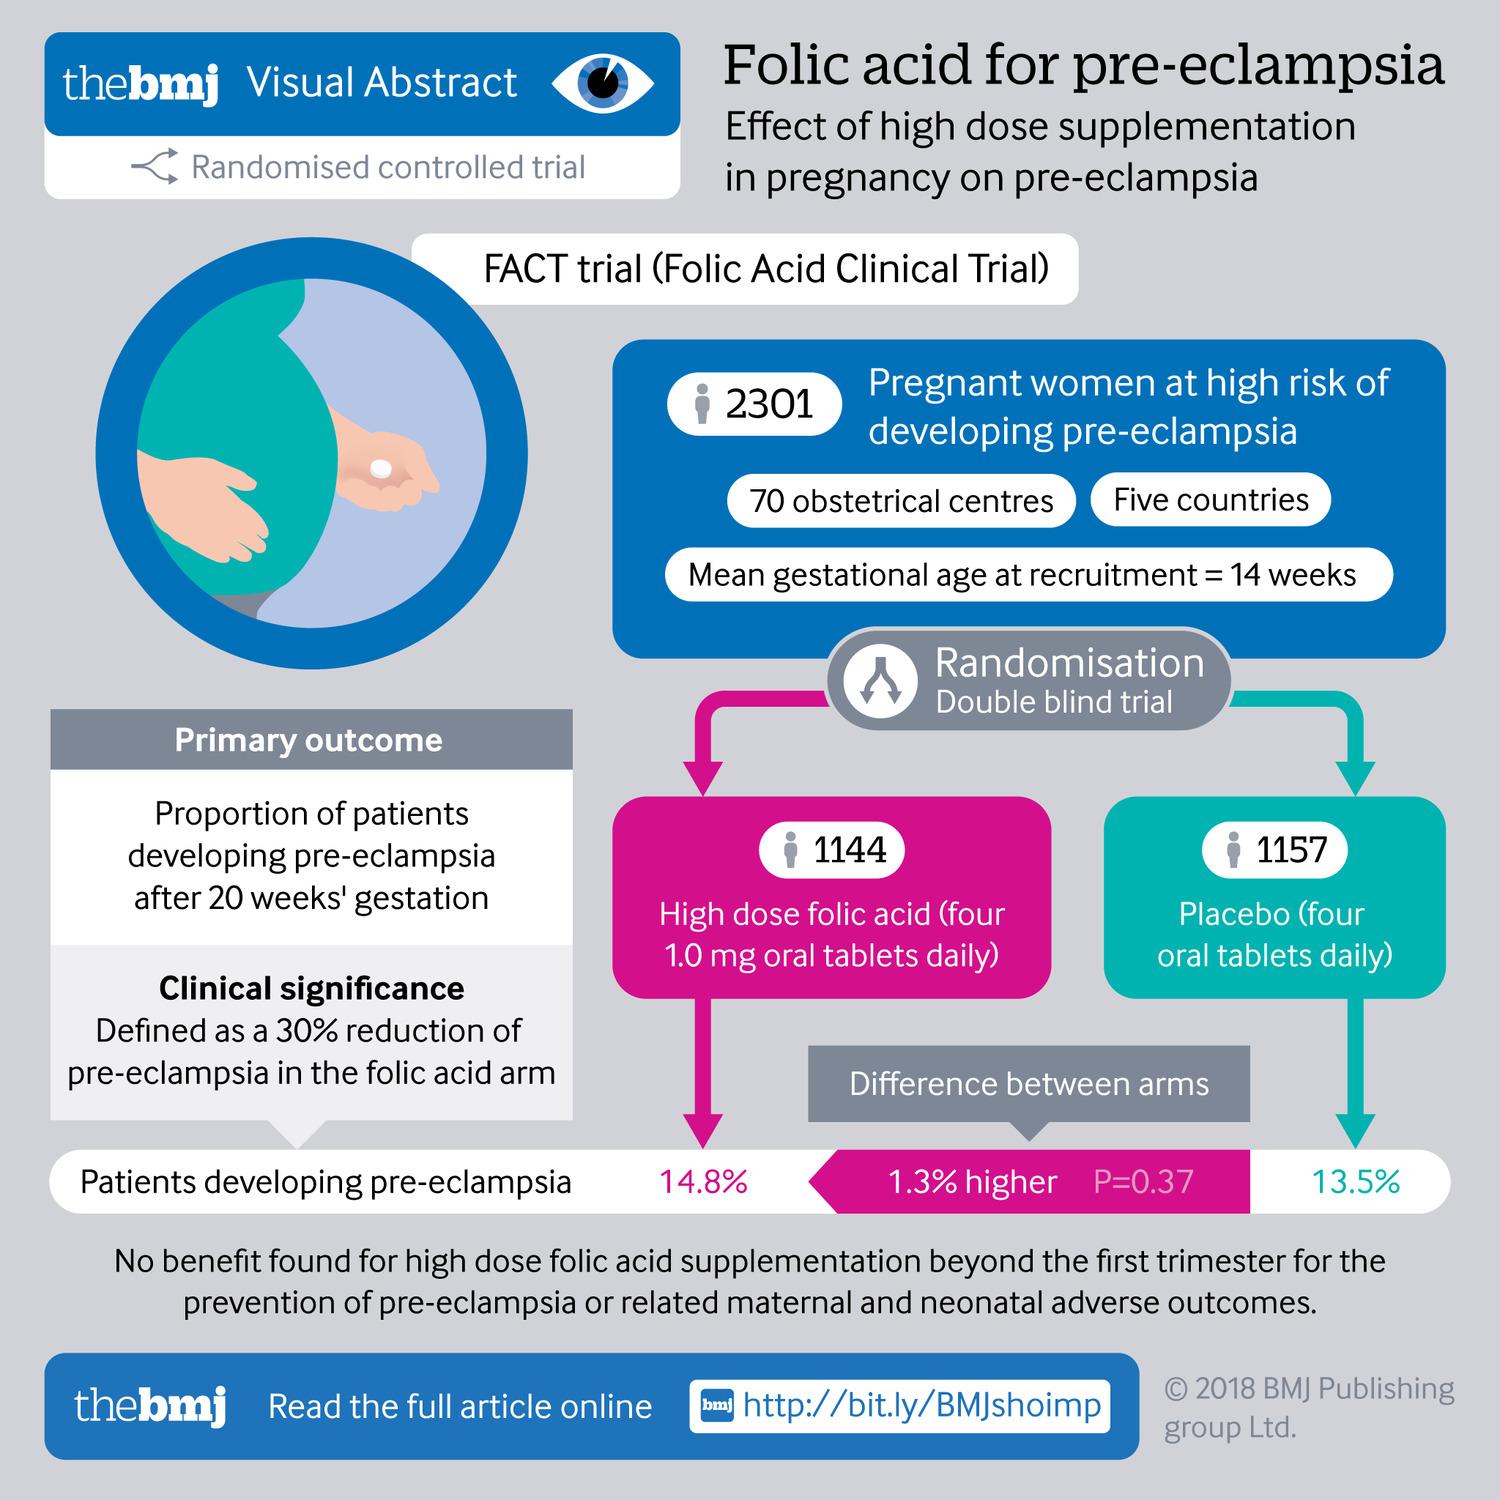 thebmj Visual Abstract
Randomised controlled trial
Folic acid for pre-eclampsia
Effect of high dose supplementation
in pregnancy on pre-eclampsia
FACT trial (Folic Acid Clinical Trial)
2301
Pregnant women at high risk of
developing pre-eclampsia
70 obstetrical centres
Five countries
Mean gestational age at recruitment = 14 weeks
Randomisation
Double blind trial
Primary outcome
Proportion of patients
developing pre-eclampsia
after 20 weeks' gestation
Clinical significance
Defined as a 30% reduction of
pre-eclampsia in the folic acid arm
1144
High dose folic acid (four
1.0 mg oral tablets daily)
1157
Placebo (four
oral tablets daily)
Difference between arms
Patients developing pre-eclampsia 14.8% 1.3% higher P=0.37 13.5%
No benefit found for high dose folic acid supplementation beyond the first trimester for the
prevention of pre-eclampsia or related maternal and neonatal adverse outcomes.
thebmj Read the full article online bmj http://bit.ly/BMJshoimp
© 2018 BMJ Publishing
group Ltd.